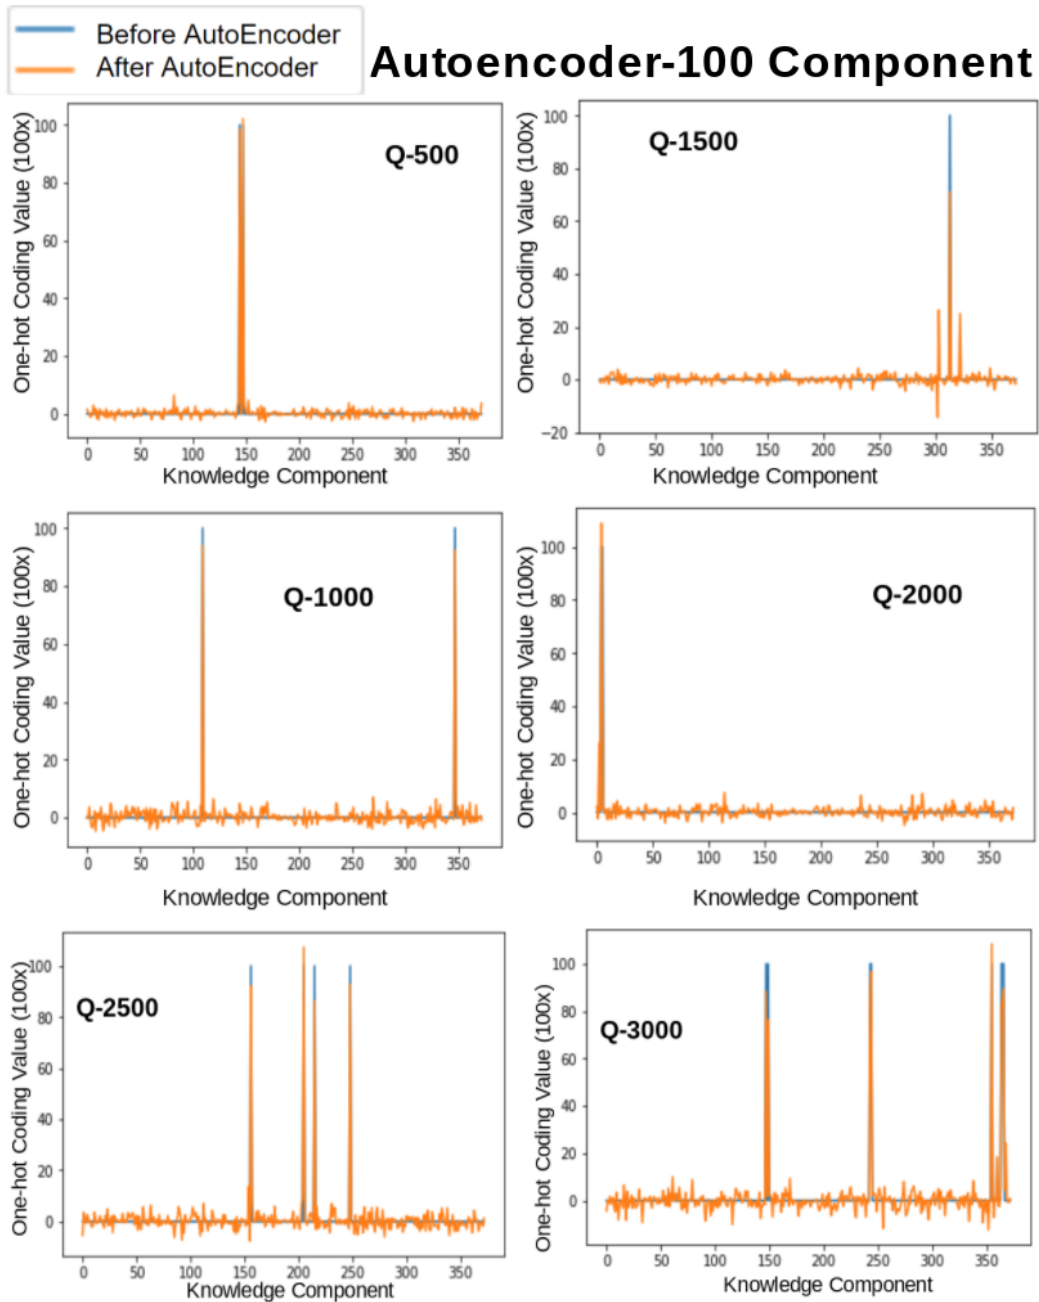 Before AutoEncoder
After AutoEncoder
Autoencoder-100 Component
One-hot Coding Value (100x)
100
80
60
40
20
0
Q-500
0 50 100 150 200 250 300 350
Knowledge Component
One-hot Coding Value (100x)
100
80
60
40
20
0
−20
Q-1500
0 50 100 150 200 250 300 350
Knowledge Component
One-hot Coding Value (100x)
100
80
60
40
20
0
Q-1000
0 50 100 150 200 250 300 350
Knowledge Component
One-hot Coding Value (100x)
100
80
60
40
20
0
Q-2000
0 50 100 150 200 250 300 350
Knowledge Component
One-hot Coding Value (100x)
100
80
60
40
20
0
Q-2500
0 50 100 150 200 250 300 350
Knowledge Component
One-hot Coding Value (100x)
100
80
60
40
20
0
Q-3000
0 50 100 150 200 250 300 350
Knowledge Component